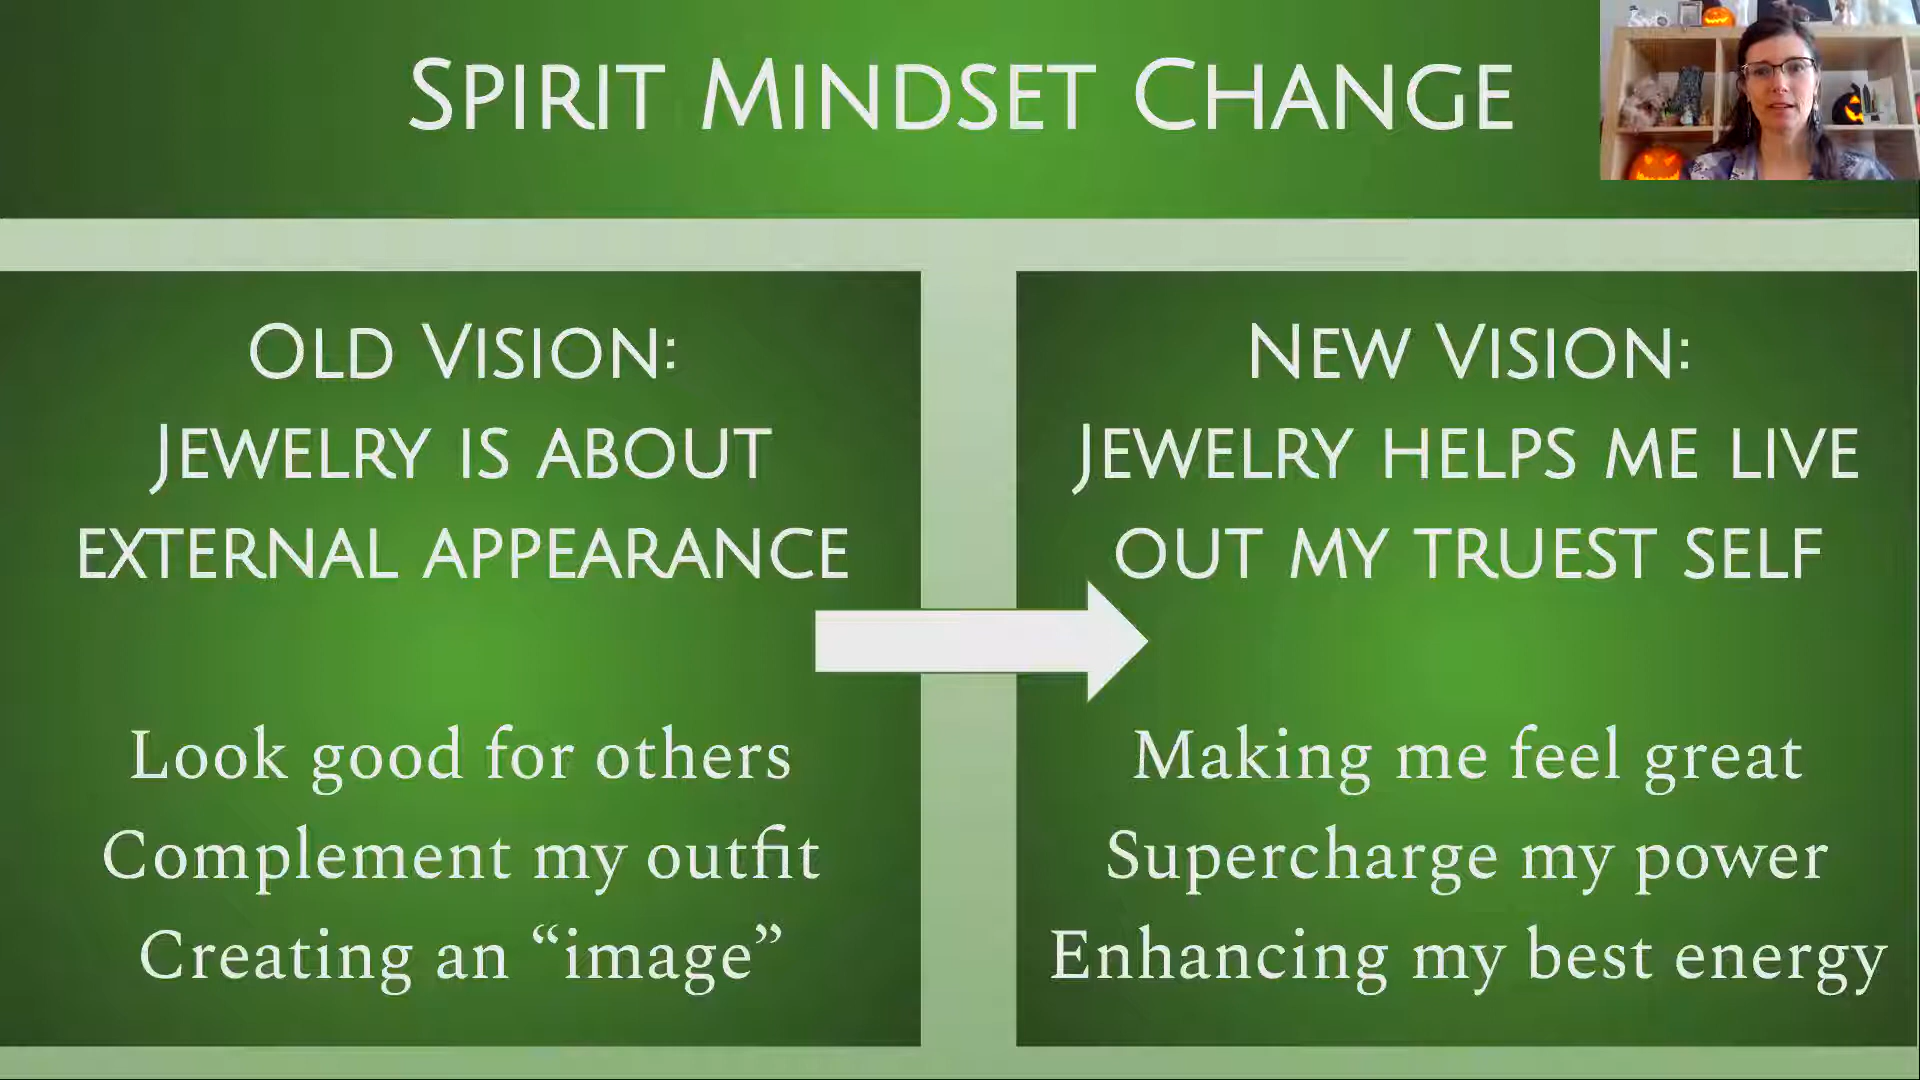 Spirit Mindset Change
Old Vision:
Jewelry is about
external appearance
Look good for others
Complement my outfit
Creating an “image”
New Vision:
Jewelry helps me live
out my truest self
Making me feel great
Supercharge my power
Enhancing my best energy